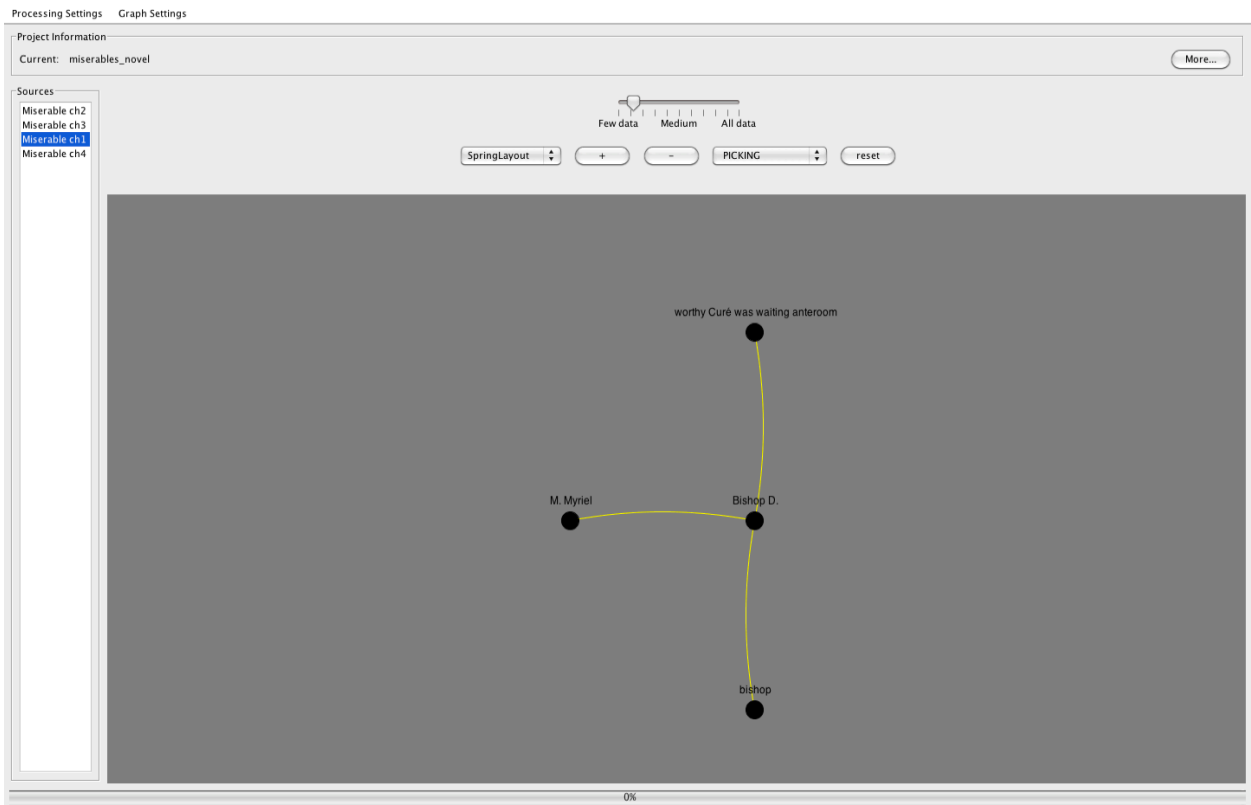 Processing Settings Graph Settings
Project Information
Current: miserables_novel
More...
Sources
Miserable ch2
Miserable ch3
Miserable ch1
Miserable ch4
Few data Medium All data
SpringLayout + - PICKING reset
worthy Curé was waiting anteroom
M. Myriel Bishop D.
bishop
0%